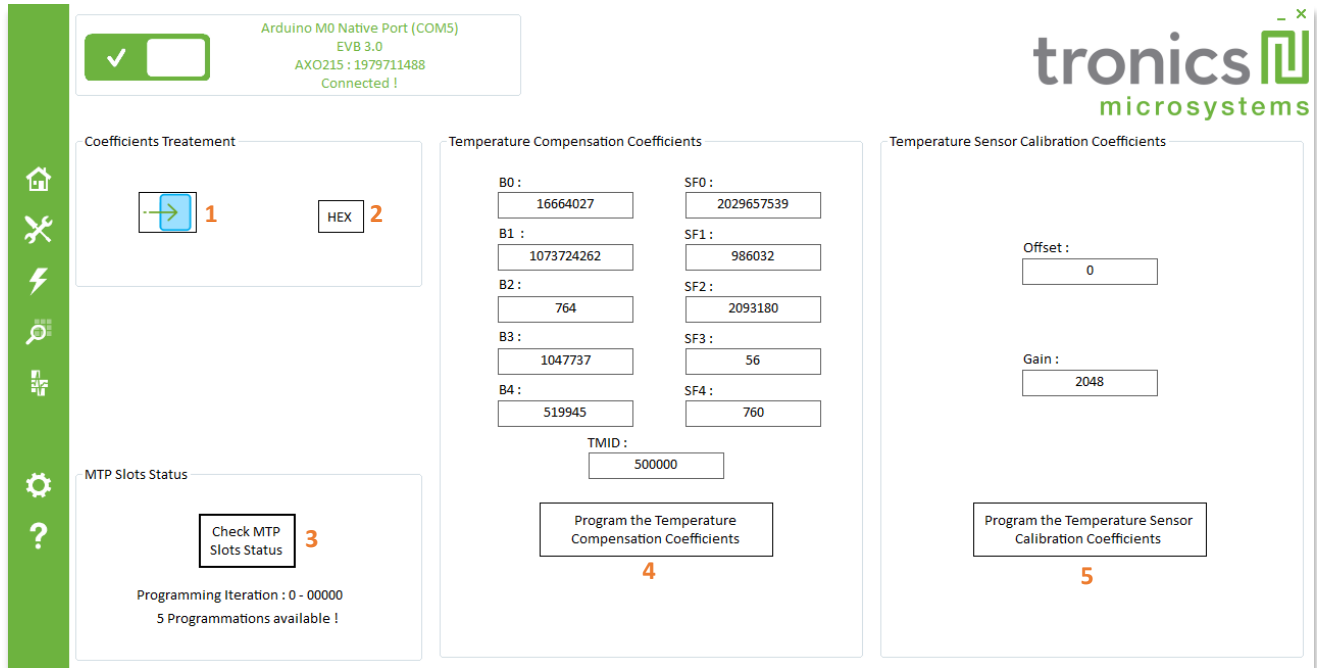 Arduino M0 Native Port (COM5)
EVB 3.0
AXO215 : 1979711488
Connected !
tronics
microsystems
Coefficients Treatement
1
HEX
2
Temperature Compensation Coefficients
B0 :
SF0 :
16664027
2029657539
B1 :
SF1 :
1073724262
986032
B2 :
SF2 :
764
2093180
B3 :
SF3 :
1047737
56
B4 :
SF4 :
519945
760
TMID :
500000
Program the Temperature
Compensation Coefficients
4
Temperature Sensor Calibration Coefficients
Offset :
0
Gain :
2048
Program the Temperature Sensor
Calibration Coefficients
5
MTP Slots Status
Check MTP
Slots Status
3
Programming Iteration : 0 - 00000
5 Programmations available !
?